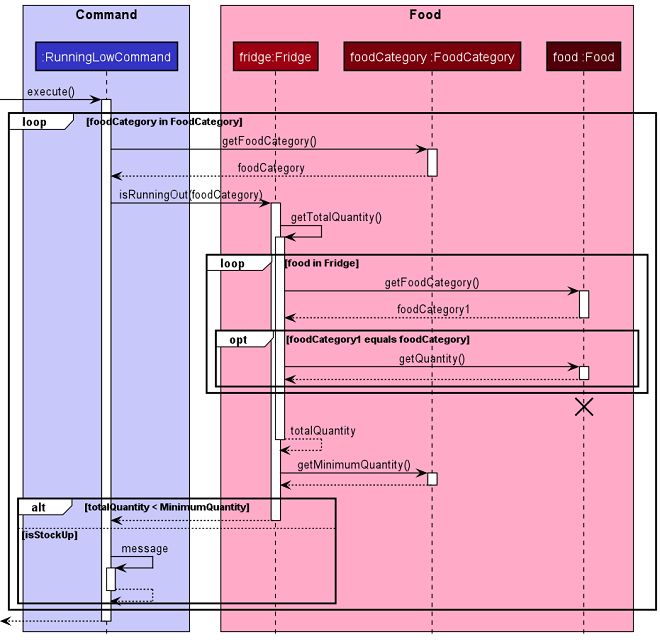 Command
Food
:RunningLowCommand
fridge:Fridge
foodCategory :FoodCategory
food :Food
execute()
loop
[foodCategory in FoodCategory]
getFoodCategory()
foodCategory
isRunningOut(foodCategory)
getTotalQuantity()
loop
[food in Fridge]
getFoodCategory()
foodCategory1
opt
[foodCategory1 equals foodCategory]
getQuantity()
totalQuantity
getMinimumQuantity()
alt
[totalQuantity < MinimumQuantity]
[isStockUp]
message